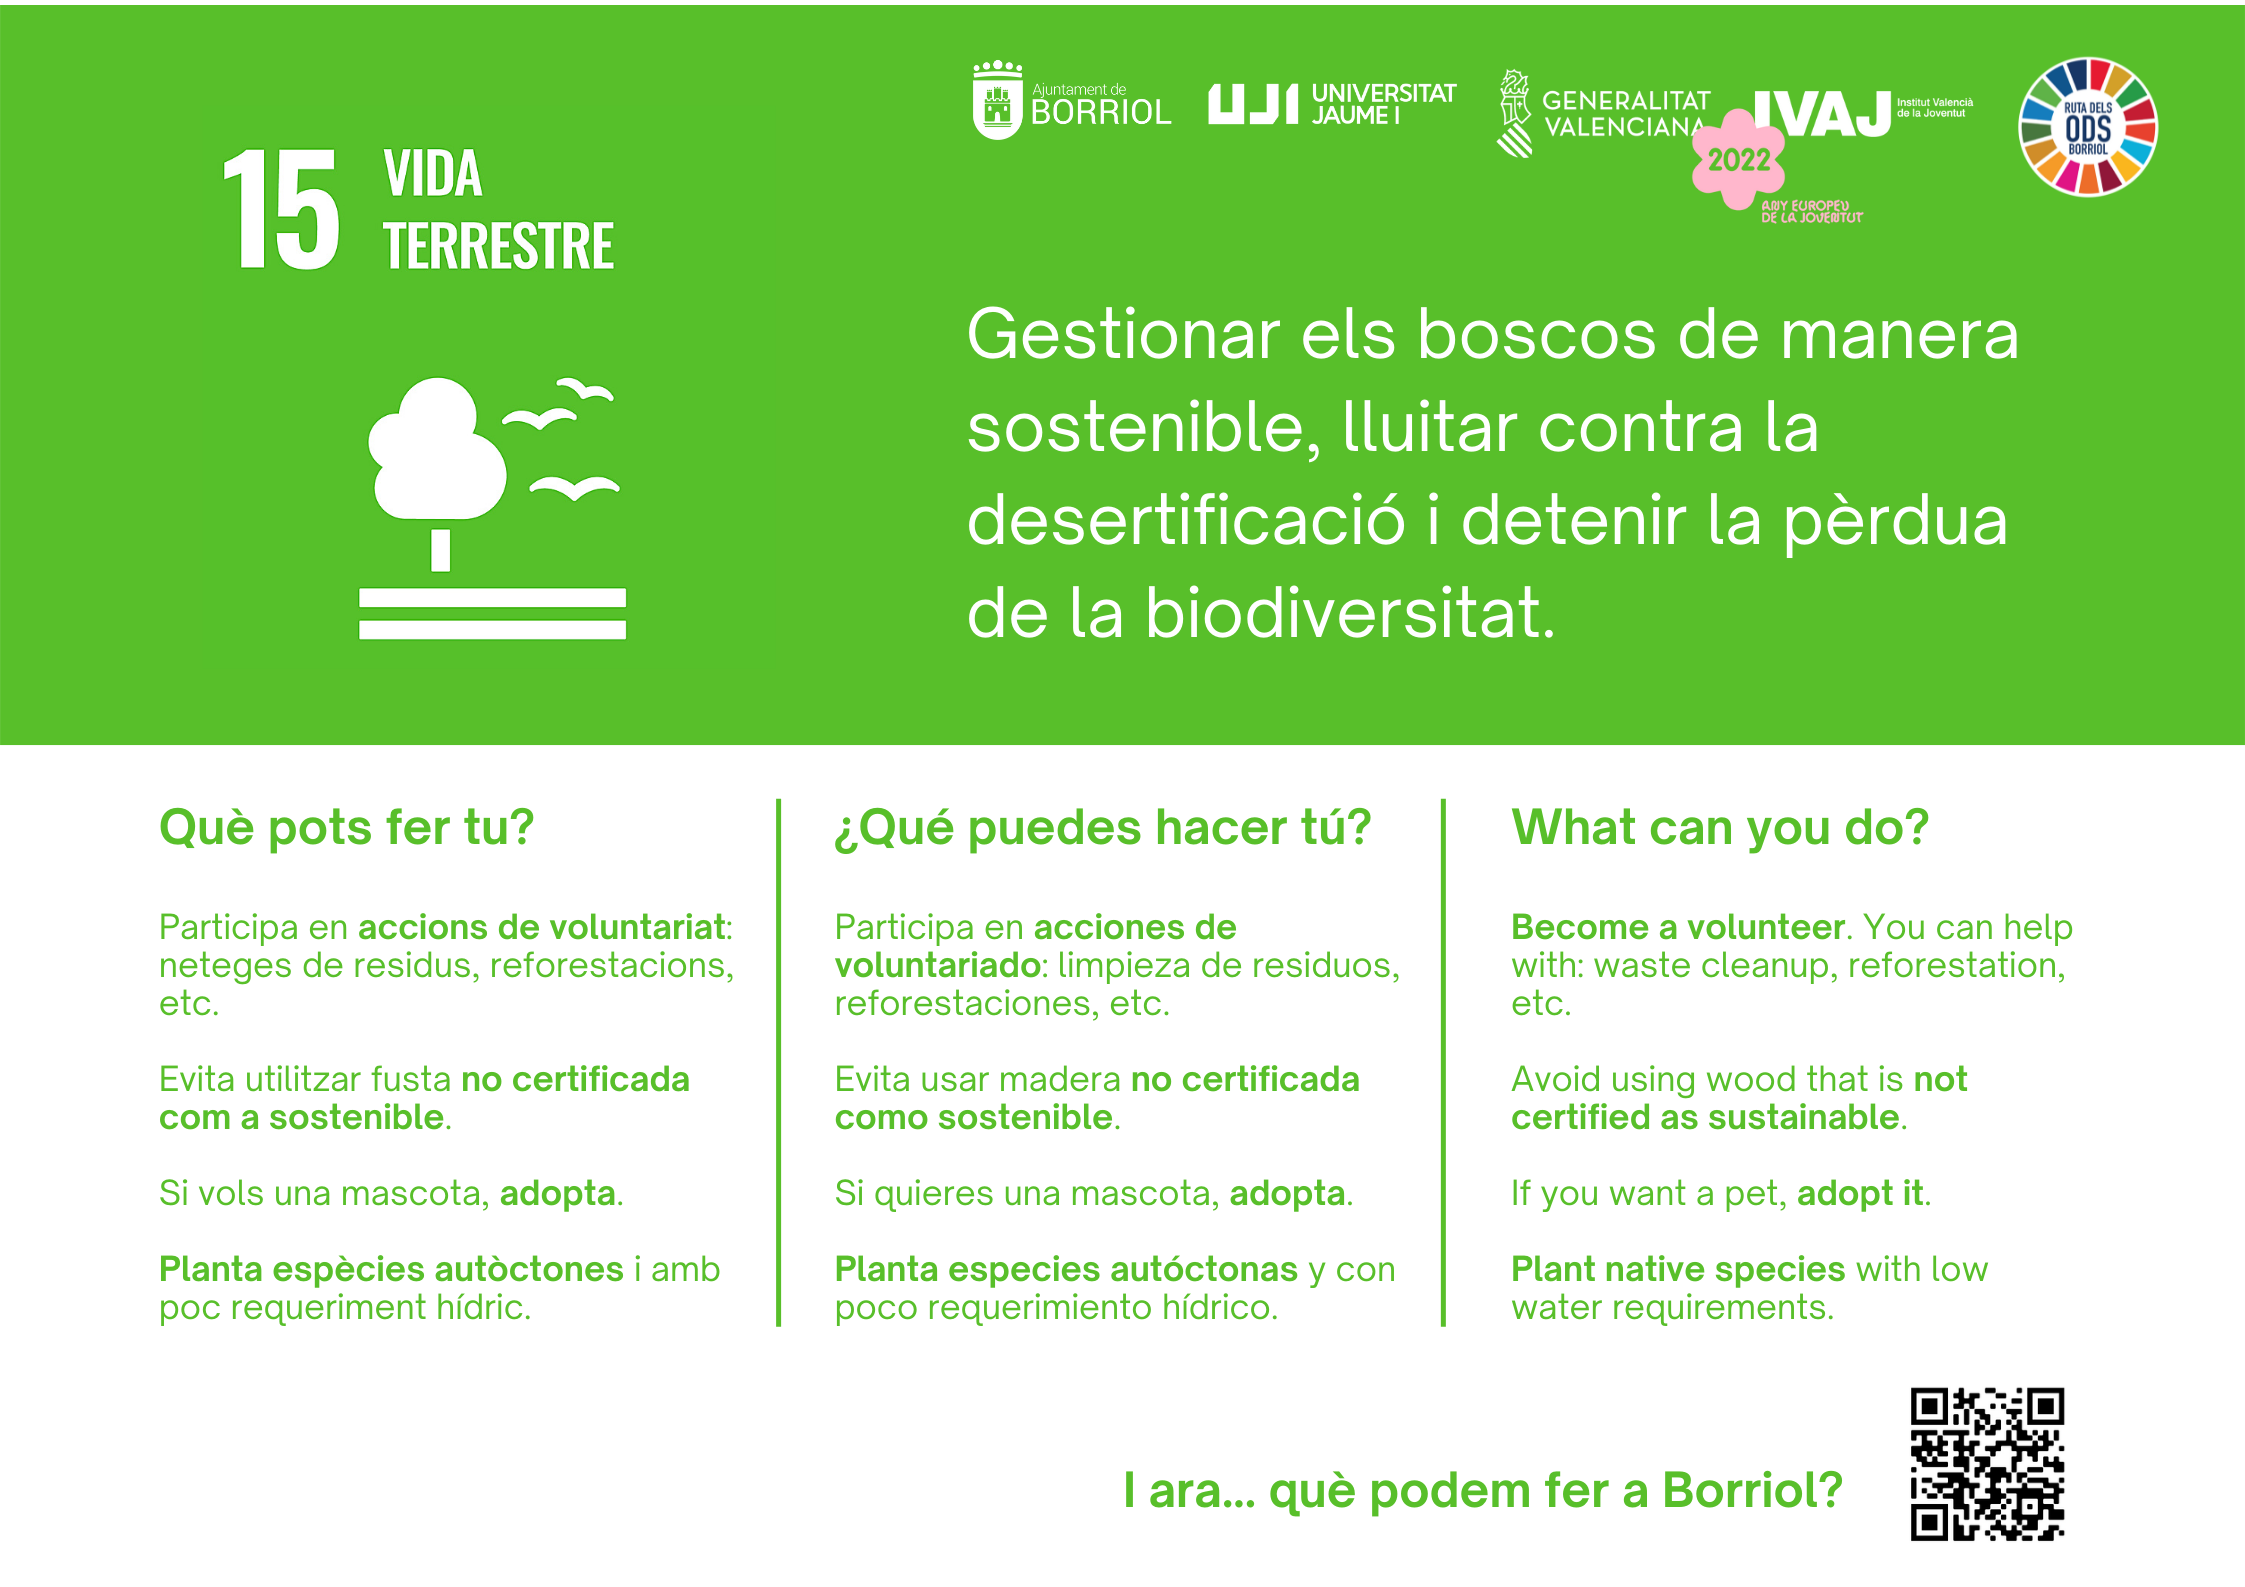 Ajuntament de
BORRIOL
UJI UNIVERSITAT
JAUME I
GENERALITAT
VALENCIANA
IVAJ Institut Valencià
de la Joventut
2022
ANY EUROPEU
DE LA JOVENTUT
RUTA DELS
ODS
BORRIOL
15 VIDA
TERRESTRE
Gestionar els boscos de manera
sostenible, lluitar contra la
desertificació i detenir la pèrdua
de la biodiversitat.
Què pots fer tu?
Participa en accions de voluntariat:
neteges de residus, reforestacions,
etc.
Evita utilitzar fusta no certificada
com a sostenible.
Si vols una mascota, adopta.
Planta espècies autòctones i amb
poc requeriment hídric.
¿Qué puedes hacer tú?
Participa en acciones de
voluntariado: limpieza de residuos,
reforestaciones, etc.
Evita usar madera no certificada
como sostenible.
Si quieres una mascota, adopta.
Planta especies autóctonas y con
poco requerimiento hídrico.
What can you do?
Become a volunteer. You can help
with: waste cleanup, reforestation,
etc.
Avoid using wood that is not
certified as sustainable.
If you want a pet, adopt it.
Plant native species with low
water requirements.
I ara... què podem fer a Borriol?